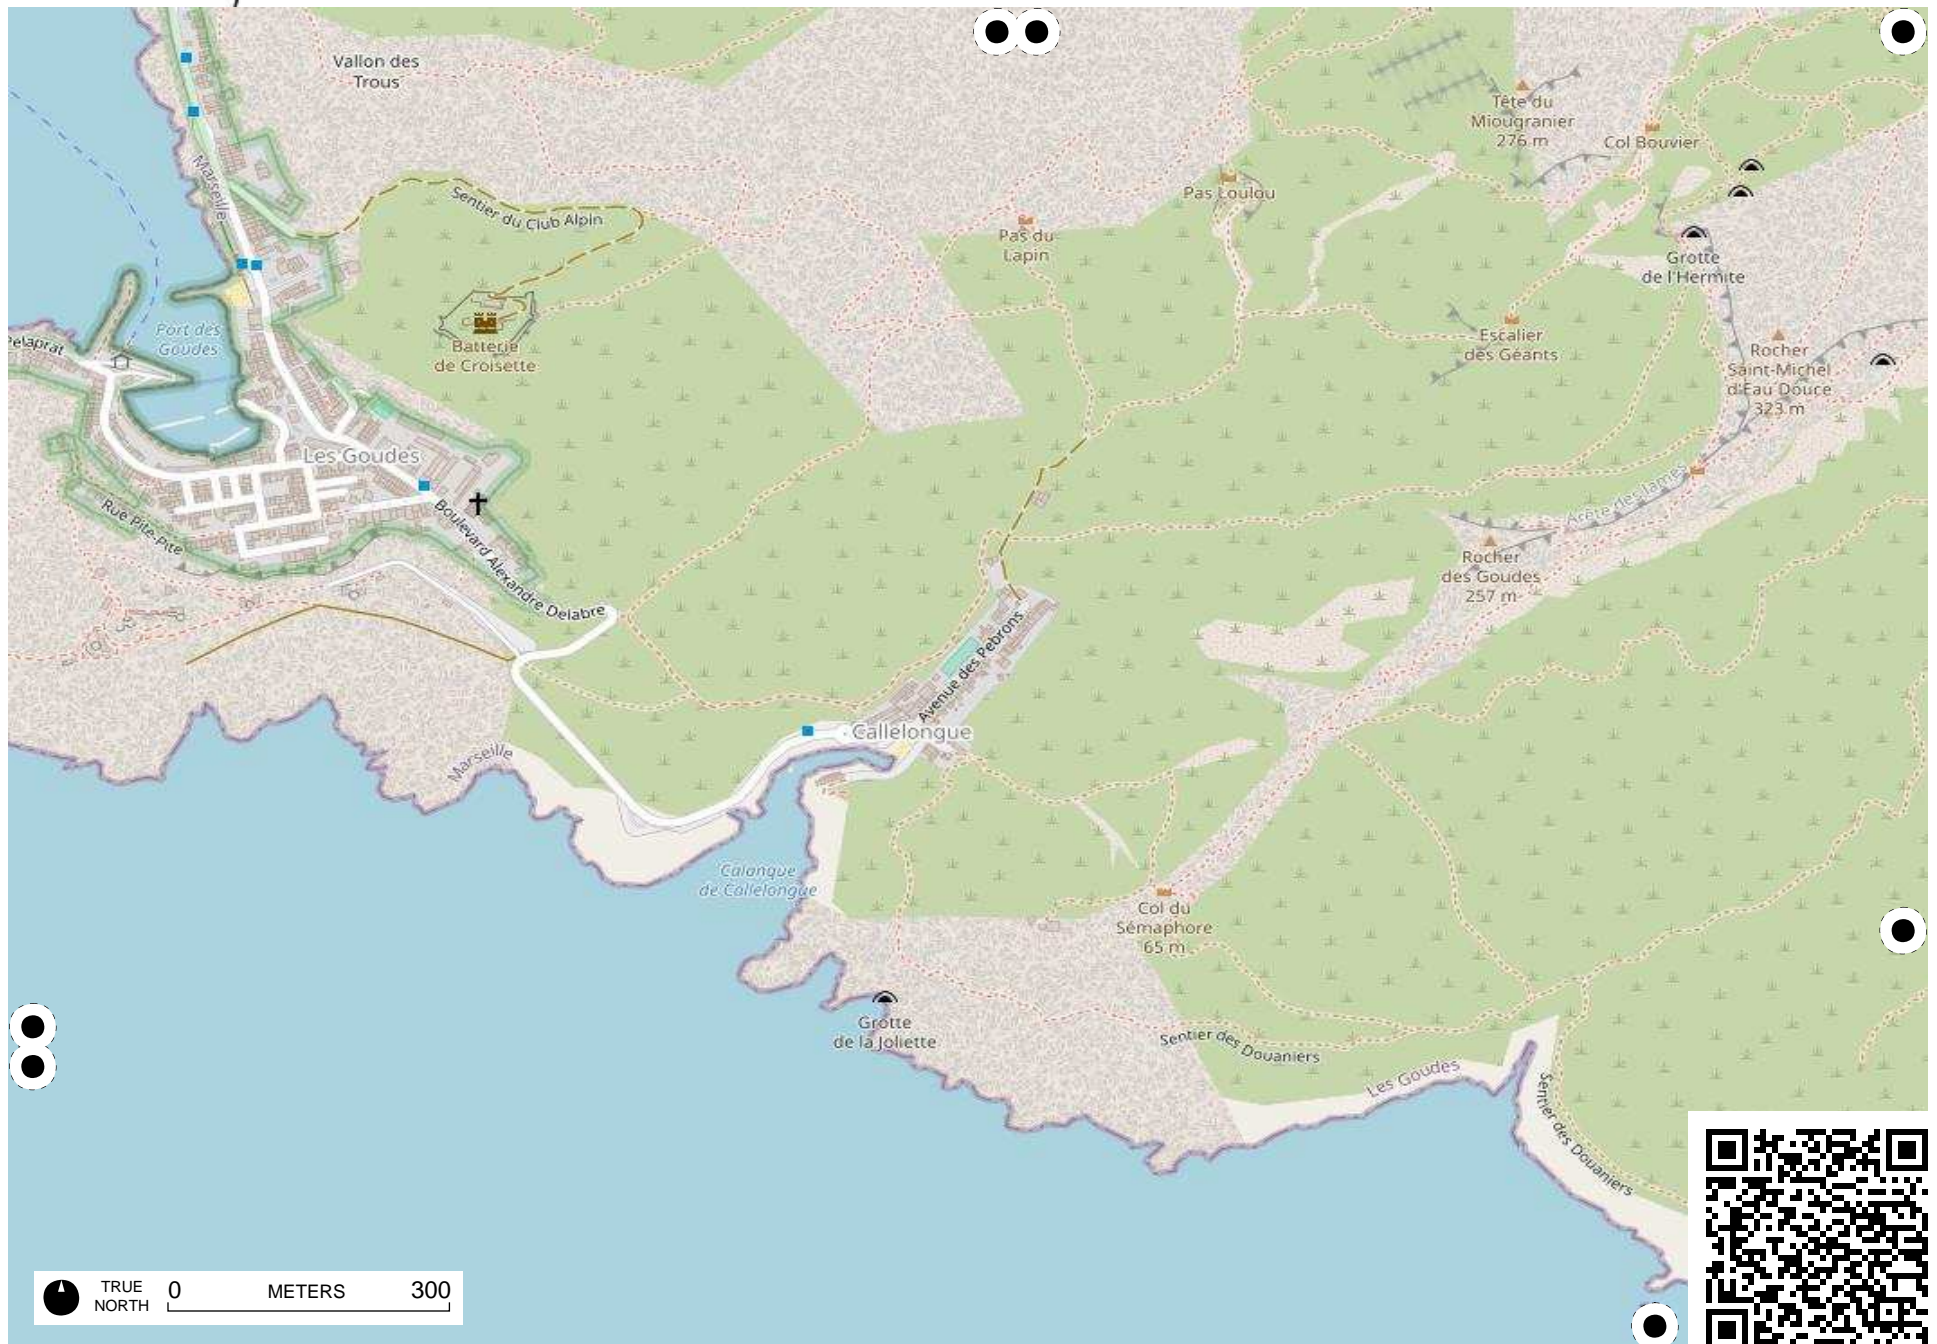 Vallon des
Trous
Tête du
Miougranier
276 m
Col Bouvier
Marseille
Sentier du Club Alpin
Pas Loulou
Pas du
Lapin
Grotte
de l'Hermite
Port des
Goudes
Batterie
de Croisette
Escalier
des Géants
Rocher
Saint-Michel
d'Eau Douce
323 m
Les Goudes
Rue Pite-Pite
Boulevard Alexandre Delabre
Arête des lames
Rocher
des Goudes
257 m
Avenue des Pebrons
Callelongue
Marseille
Calanque
de Callelongue
Col du
Sémaphore
65 m
Grotte
de la Joliette
Sentier des Douaniers
Les Goudes
Sentier des Douaniers
TRUE
NORTH
0 METERS 300